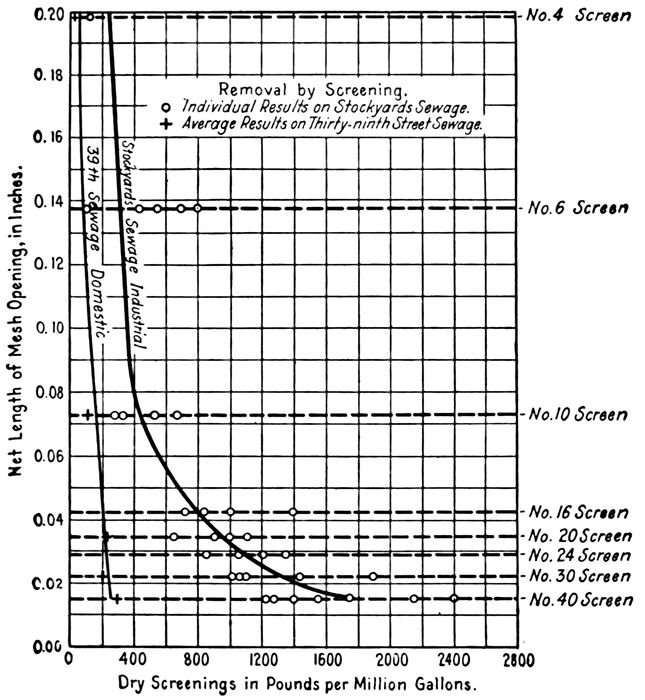 0.20
No.4 Screen
0.18
Removal by Screening.
Individual Results on Stockyards Sewage.
Average Results on Thirty-ninth Street Sewage.
0.16
39th Sewage Domestic
Stockyards Sewage Industrial
0.14
No.6 Screen
0.12
0.10
Net Length of Mesh Opening, in Inches.
0.08
No.10 Screen
0.06
No.16 Screen
0.04
No. 20 Screen
No. 24 Screen
No. 30 Screen
0.02
No. 40 Screen
0.00
0 400 800 1200 1600 2000 2400 2800
Dry Screenings in Pounds per Million Gallons.